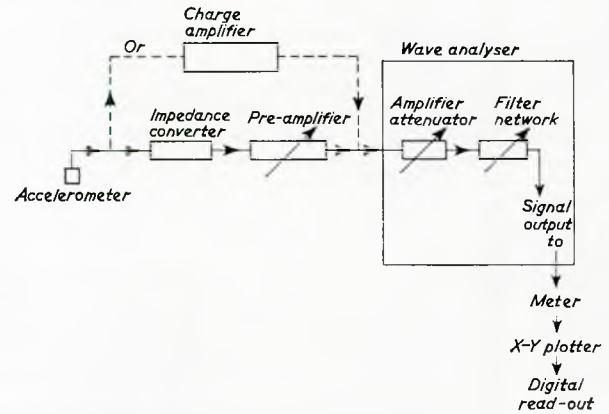 Charge
amplifier
Or
Wave analyser
Impedance
converter
Pre-amplifier
Amplifier
attenuator
Filter
network
Accelerometer
Signal
output
to
Meter
X-Y plotter
Digital
read-out